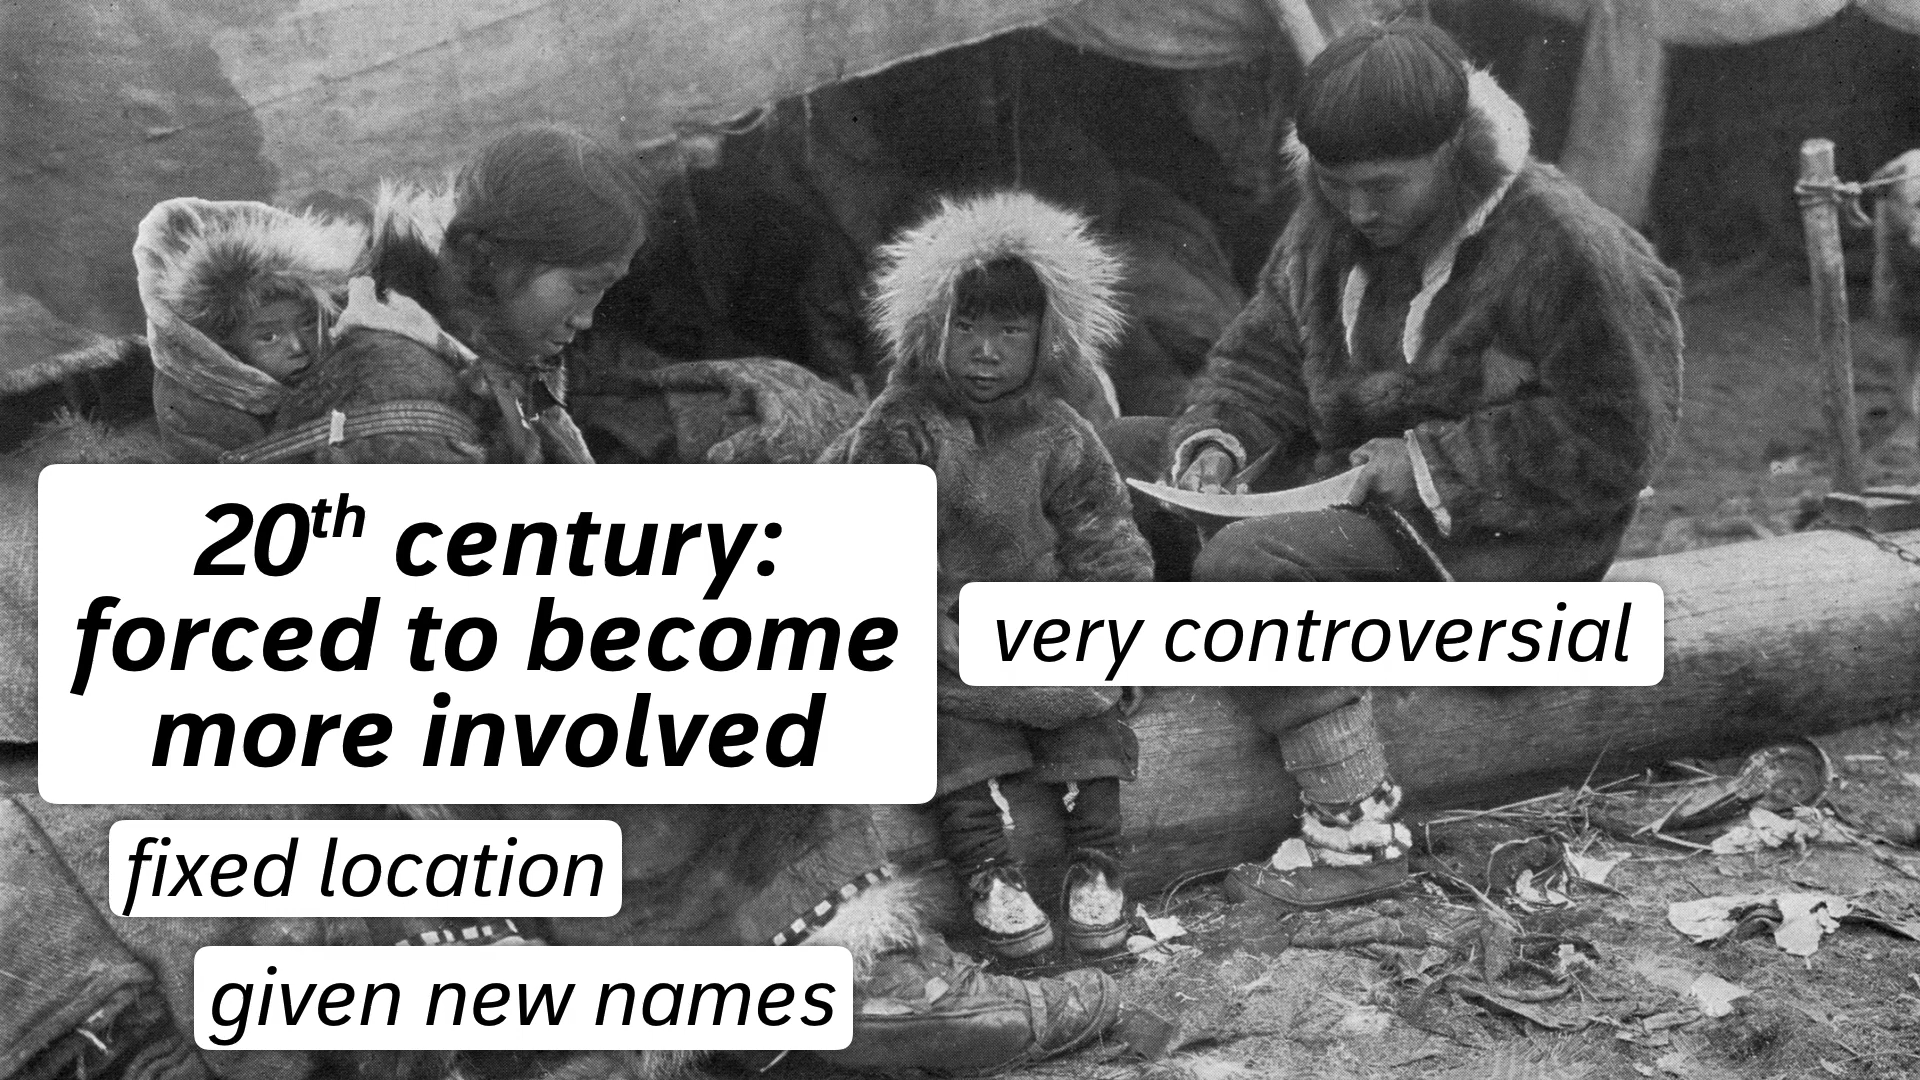 20th century:
forced to become
more involved
very controversial
fixed location
given new names